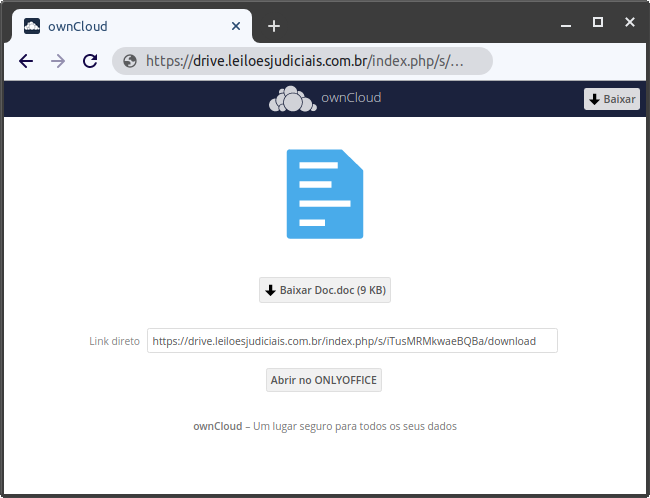 ownCloud
https://drive.leiloesjudiciais.com.br/index.php/s/...
ownCloud
Baixar
Baixar Doc.doc (9 KB)
Link direto https://drive.leiloesjudiciais.com.br/index.php/s/iTusMRMkwaeBQBa/download
Abrir no ONLYOFFICE
ownCloud – Um lugar seguro para todos os seus dados